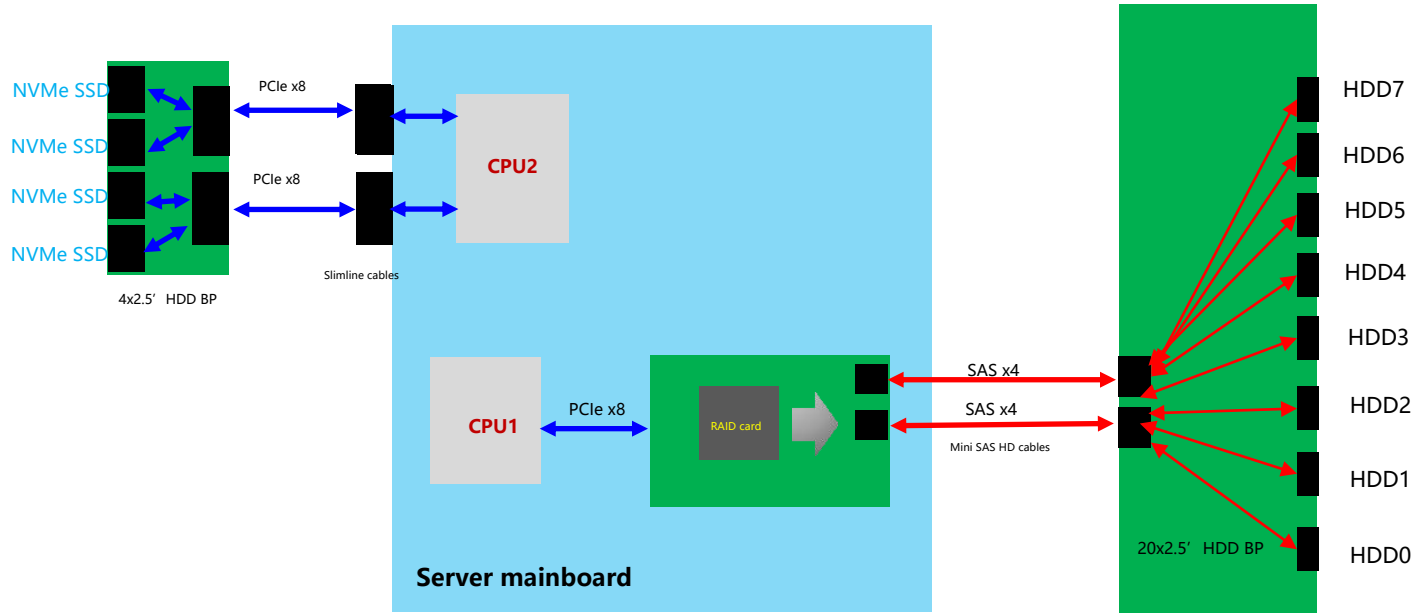 NVMe SSD
NVMe SSD
NVMe SSD
NVMe SSD
4x2.5' HDD BP
PCIe x8
PCIe x8
Slimline cables
CPU2
CPU1
PCIe x8
RAID card
Server mainboard
SAS x4
SAS x4
Mini SAS HD cables
20x2.5' HDD BP
HDD7
HDD6
HDD5
HDD4
HDD3
HDD2
HDD1
HDD0